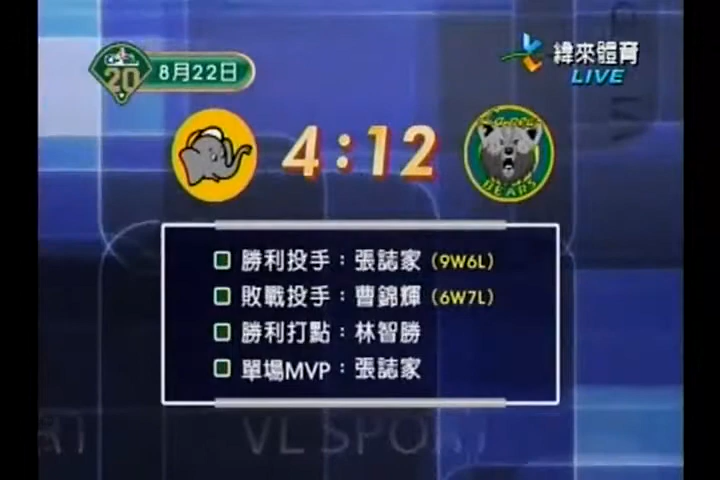 20
8月22日
緯來體育
LIVE
4:12
BEARS
勝利投手：張誌家(9W6L)
敗戰投手：曹錦輝(6W7L)
勝利打點：林智勝
單場MVP：張誌家
VL SPORT